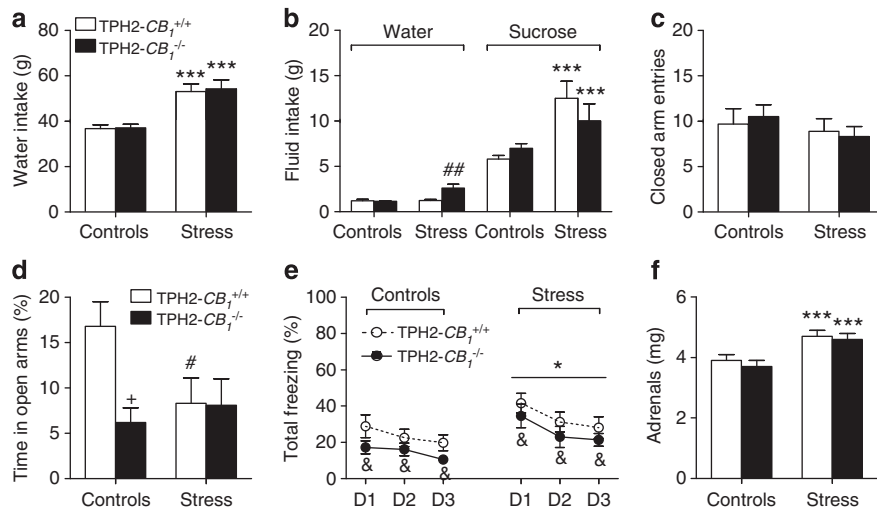 a
TPH2-CB1+/+
TPH2-CB1-/-
Water intake (g)
80
60
40
20
0
*** ***
Controls Stress
b
Water Sucrose
Fluid intake (g)
20
15
10
5
0
##
***
***
Controls Stress Controls Stress
c
Closed arm entries
20
15
10
5
0
Controls Stress
d
TPH2-CB1+/+
TPH2-CB1-/-
Time in open arms (%)
20
15
10
5
0
+
#
Controls Stress
e
Controls Stress
TPH2-CB1+/+
TPH2-CB1-/-
Total freezing (%)
100
80
60
40
20
0
*
& & & & & &
D1 D2 D3 D1 D2 D3
f
Adrenals (mg)
6
4
2
0
*** ***
Controls Stress